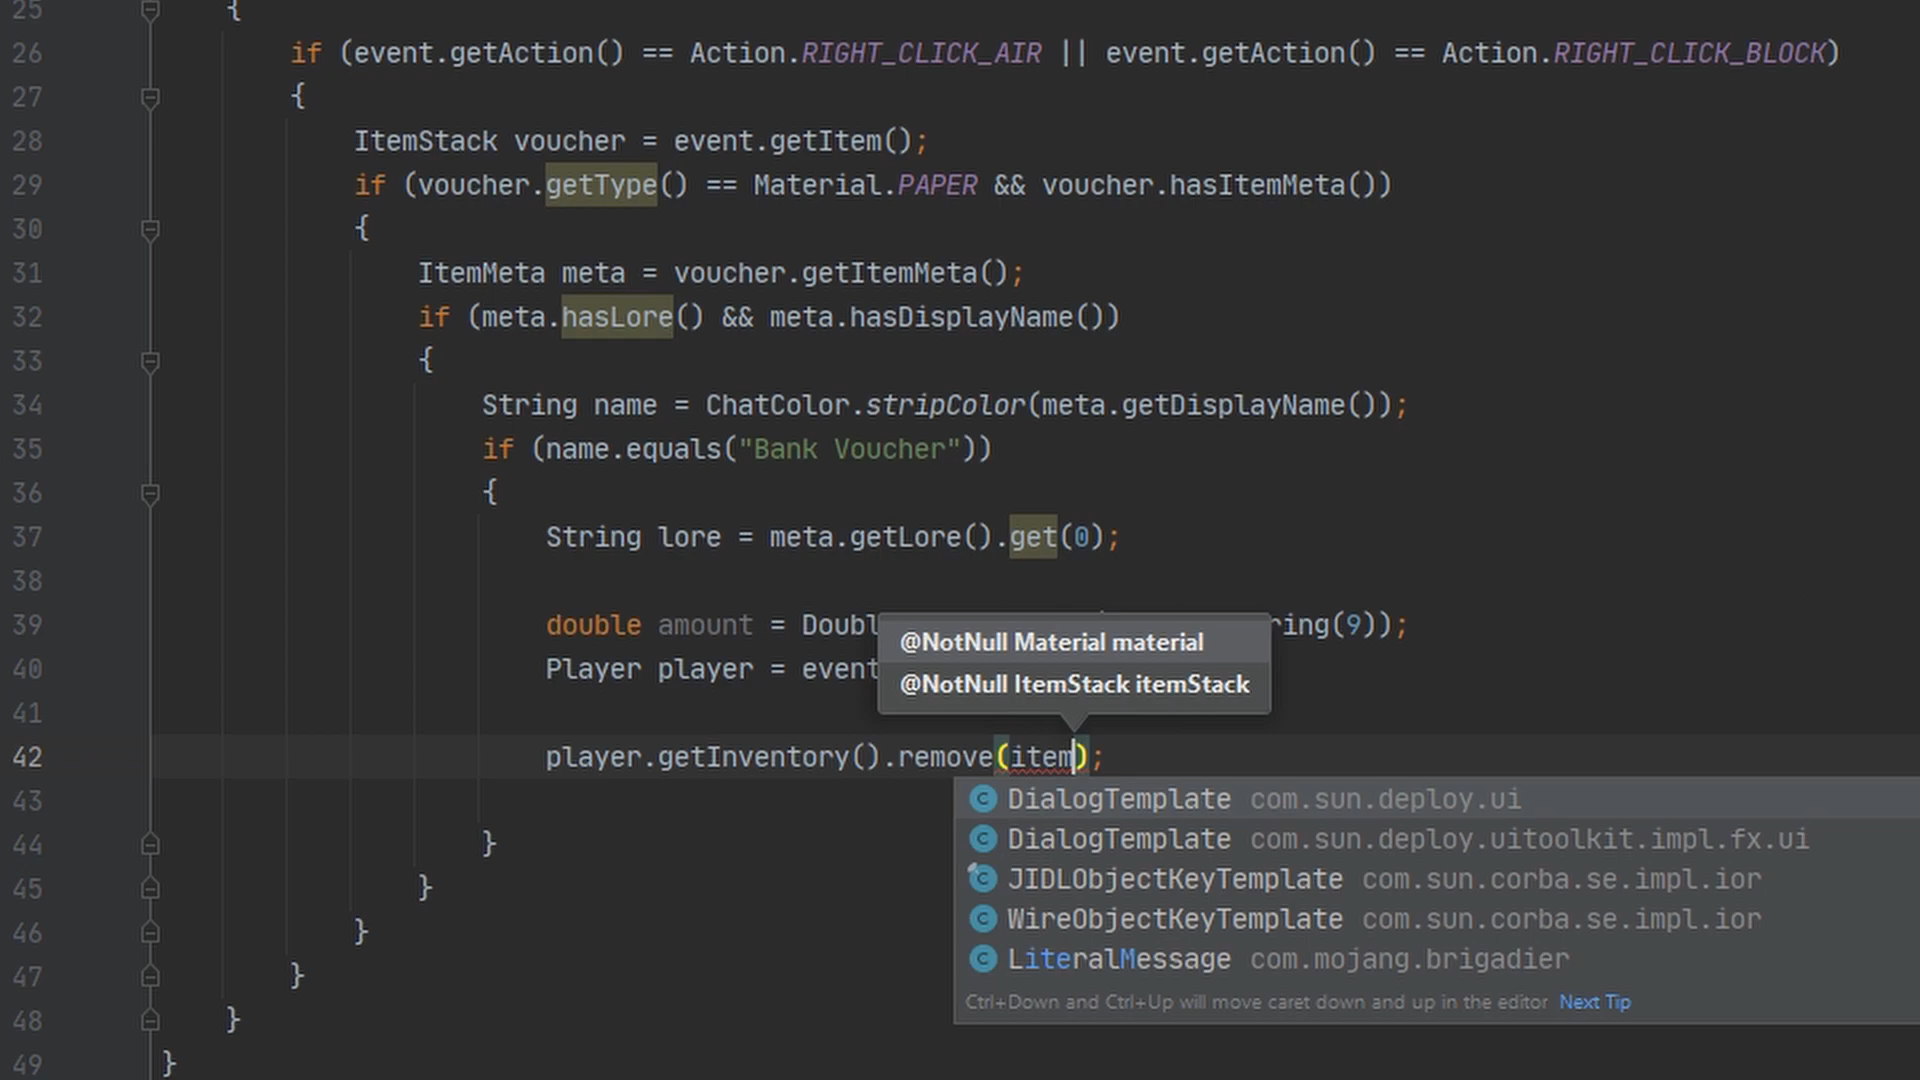 25 {
26 if (event.getAction() == Action.RIGHT_CLICK_AIR || event.getAction() == Action.RIGHT_CLICK_BLOCK)
27 {
28 ItemStack voucher = event.getItem();
29 if (voucher.getType() == Material.PAPER && voucher.hasItemMeta())
30 {
31 ItemMeta meta = voucher.getItemMeta();
32 if (meta.hasLore() && meta.hasDisplayName())
33 {
34 String name = ChatColor.stripColor(meta.getDisplayName());
35 if (name.equals("Bank Voucher"))
36 {
37 String lore = meta.getLore().get(0);
38
39 double amount = Doubl ring(9));
@NotNull Material material
40 Player player = event
@NotNull ItemStack itemStack
41
42 player.getInventory().remove(item);
43
DialogTemplate com.sun.deploy.ui
44 }
DialogTemplate com.sun.deploy.uitoolkit.impl.fx.ui
45 }
JIDLObjectKeyTemplate com.sun.corba.se.impl.ior
46 }
WireObjectKeyTemplate com.sun.corba.se.impl.ior
47 }
LiteralMessage com.mojang.brigadier
Ctrl+Down and Ctrl+Up will move caret down and up in the editor Next Tip
48 }
49 }